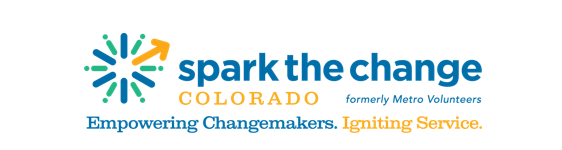 spark the change
COLORADO formerly Metro Volunteers
Empowering Changemakers. Igniting Service.